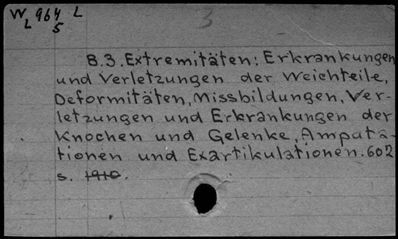 W 964 L
L 5
3
B.3. Extremitäten: Erkrankungen
und Verletzungen der Weichteile,
Deformitäten, Missbildungen, Ver-
letzungen und Erkrankungen der
Knochen und Gelenke, Amputa-
tionen und Exartikulationen. 602
s. 1910.